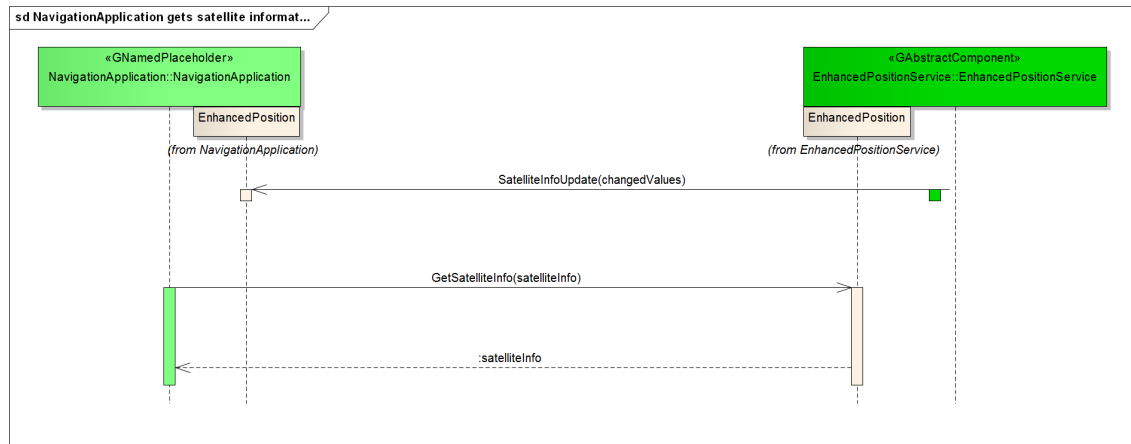 sd NavigationApplication gets satellite informat...
«GNamedPlaceholder»
NavigationApplication::NavigationApplication
«GAbstractComponent»
EnhancedPositionService::EnhancedPositionService
EnhancedPosition
EnhancedPosition
(from NavigationApplication)
(from EnhancedPositionService)
SatelliteInfoUpdate(changedValues)
GetSatelliteInfo(satelliteInfo)
:satelliteInfo